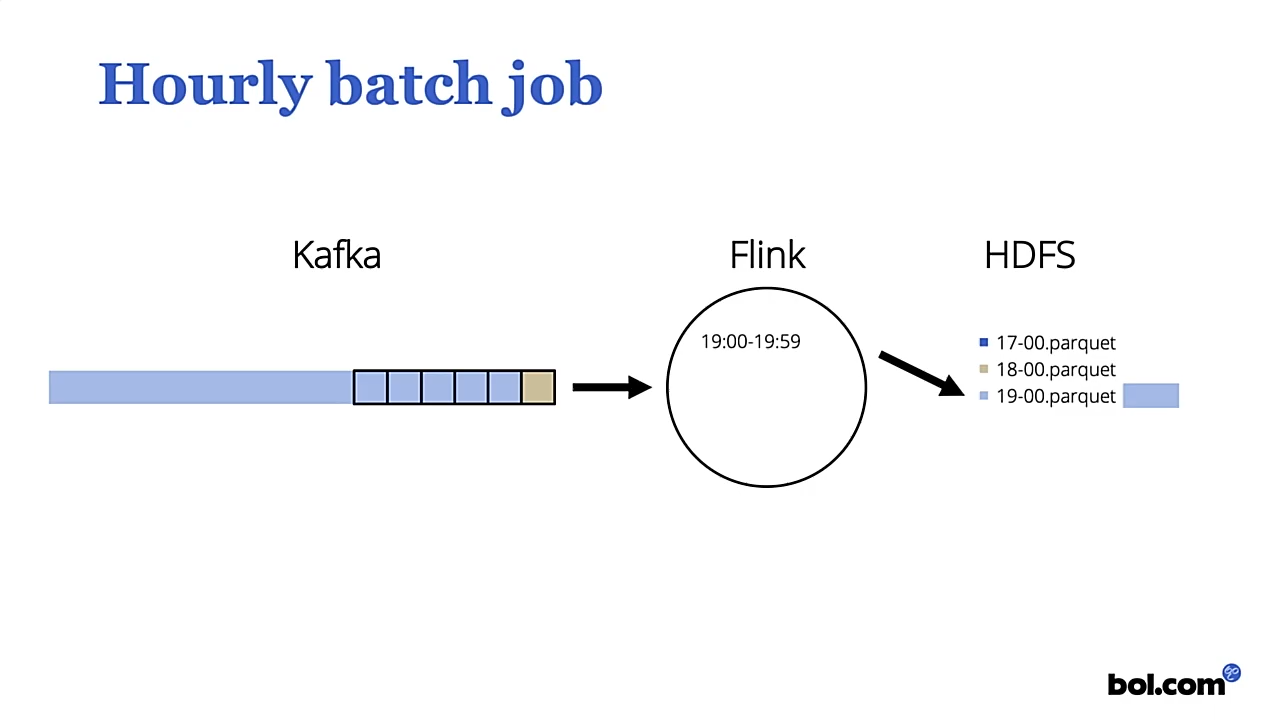 Hourly batch job
Kafka
Flink
HDFS
19:00-19:59
17-00.parquet
18-00.parquet
19-00.parquet
bol.com